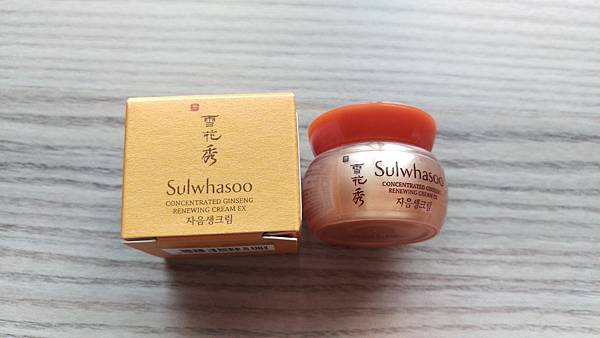 雪花秀
Sulwhasoo
CONCENTRATED GINSENG
RENEWING CREAM EX
자음생크림
雪花秀
Sulwhasoo
CONCENTRATED GINSENG
RENEWING CREAM EX
자음생크림